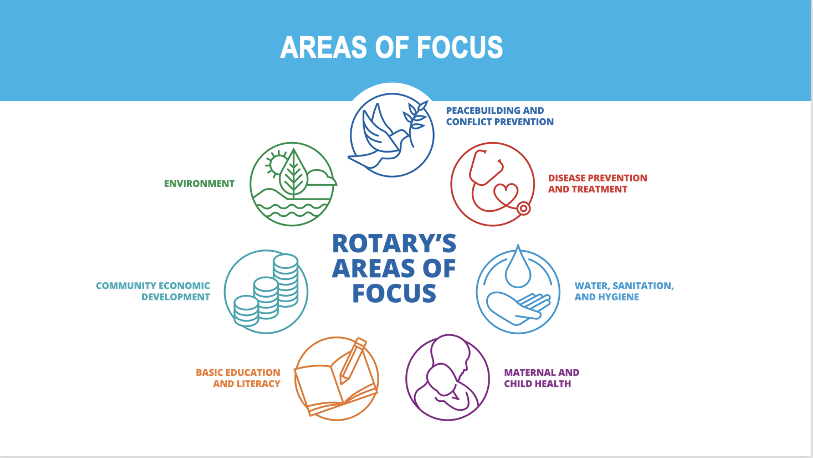 AREAS OF FOCUS
PEACEBUILDING AND
CONFLICT PREVENTION
DISEASE PREVENTION
AND TREATMENT
ENVIRONMENT
ROTARY'S
AREAS OF
FOCUS
COMMUNITY ECONOMIC
DEVELOPMENT
WATER, SANITATION,
AND HYGIENE
BASIC EDUCATION
AND LITERACY
MATERNAL AND
CHILD HEALTH